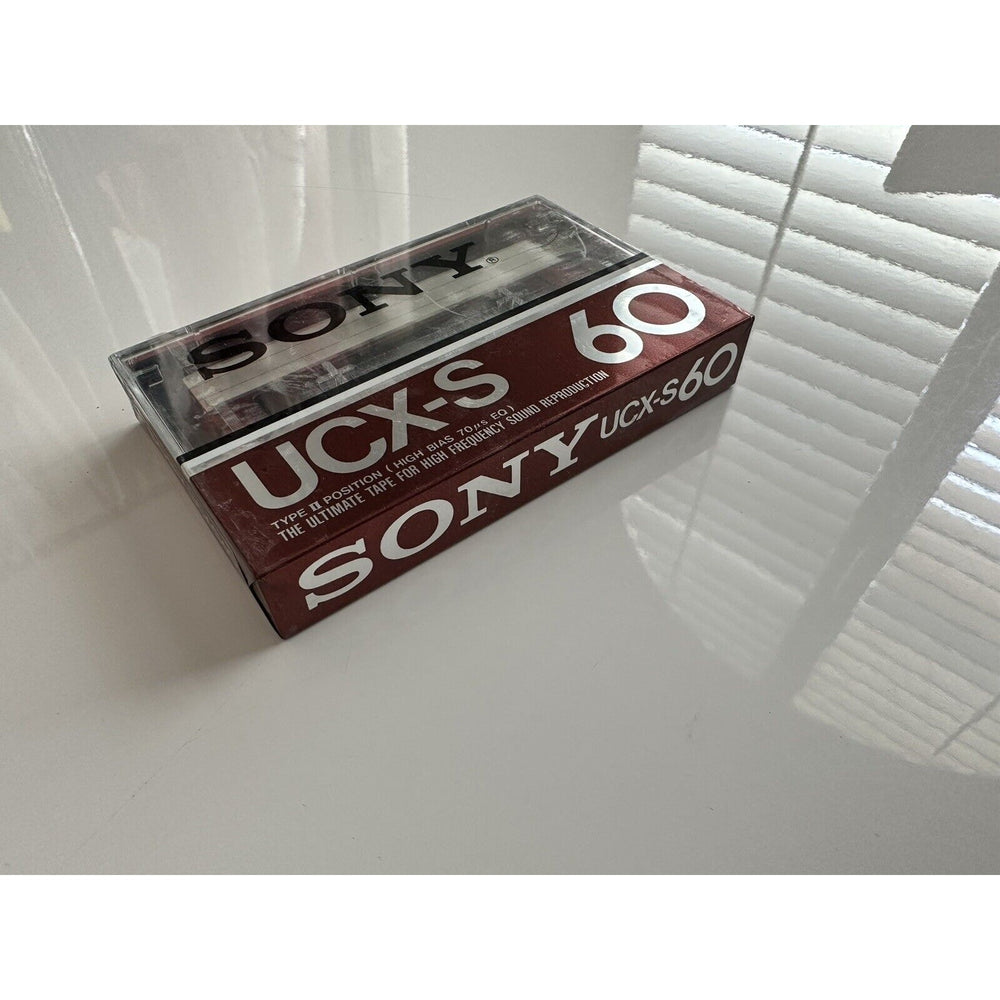 SONY®
UCX-S 60
TYPE II POSITION (HIGH BIAS 70μs EQ)
THE ULTIMATE TAPE FOR HIGH FREQUENCY SOUND REPRODUCTION
SONY UCX-S60